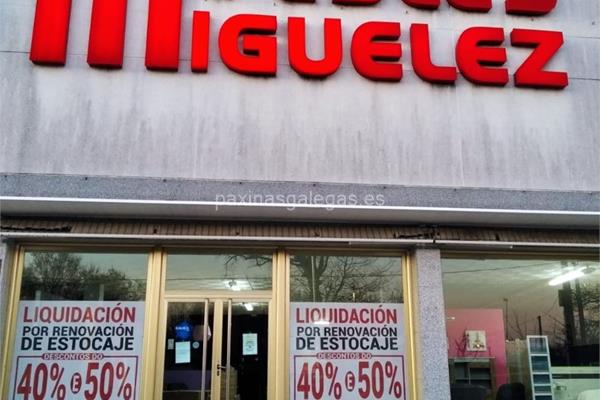 MIGUELEZ
paxinasgalegas.es
LIQUIDACIÓN
POR RENOVACIÓN
DE ESTOCAJE
DESCONTOS DO
40% E 50%
LIQUIDACIÓN
POR RENOVACIÓN
DE ESTOCAJE
DESCONTOS DO
40% E 50%